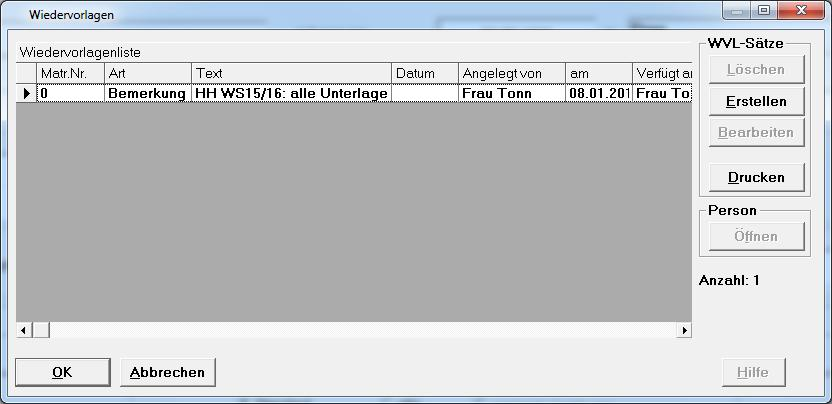 Wiedervorlagen
Wiedervorlagenliste
Matr.Nr. Art Text Datum Angelegt von am Verfügt an
0 Bemerkung HH WS15/16: alle Unterlage Frau Tonn 08.01.201 Frau To
WVL-Sätze
Löschen
Erstellen
Bearbeiten
Drucken
Person
Öffnen
Anzahl: 1
OK Abbrechen Hilfe